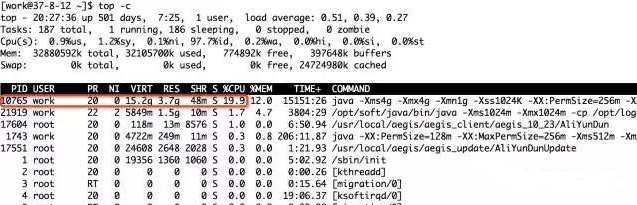 [work@37-8-12 ~]$ top -c
top - 20:27:36 up 501 days, 7:25, 1 user, load average: 0.51, 0.39, 0.27
Tasks: 187 total, 1 running, 186 sleeping, 0 stopped, 0 zombie
Cpu(s): 0.9%us, 1.2%sy, 0.1%ni, 97.7%id, 0.2%wa, 0.0%hi, 0.0%si, 0.0%st
Mem: 32880592k total, 32105700k used, 774892k free, 397648k buffers
Swap: 0k total, 0k used, 0k free, 24724980k cached
PID USER PR NI VIRT RES SHR S %CPU %MEM TIME+ COMMAND
10765 work 20 0 15.2g 3.7g 48m S 19.9 12.0 15151:26 java -Xms4g -Xmx4g -Xmn1g -Xss1024K -XX:PermSize=256m -X
21919 work 22 2 5849m 1.5g 10m S 1.7 4.7 3804:29 /opt/soft/java/bin/java -Xms1024m -Xmx1024m -cp /opt/log
17604 root 20 0 118m 13m 8576 S 1.0 0.0 6:50.94 /usr/local/aegis/aegis_client/aegis_10_23/AliYunDun
1743 work 20 0 4722m 249m 11m S 0.3 0.8 206:11.87 java -XX:PermSize=128m -XX:MaxPermSize=256m -Xms512m -Xm
17551 root 20 0 24608 2648 2028 S 0.3 0.0 1:21.93 /usr/local/aegis/aegis_update/AliYunDunUpdate
1 root 20 0 19356 1360 1060 S 0.0 0.0 5:02.92 /sbin/init
2 root 20 0 0 0 0 S 0.0 0.0 0:00.26 [kthreadd]
3 root RT 0 0 0 0 S 0.0 0.0 3:15.64 [migration/0]
4 root 20 0 0 0 0 S 0.0 0.0 19:06.37 [ksoftirqd/0]